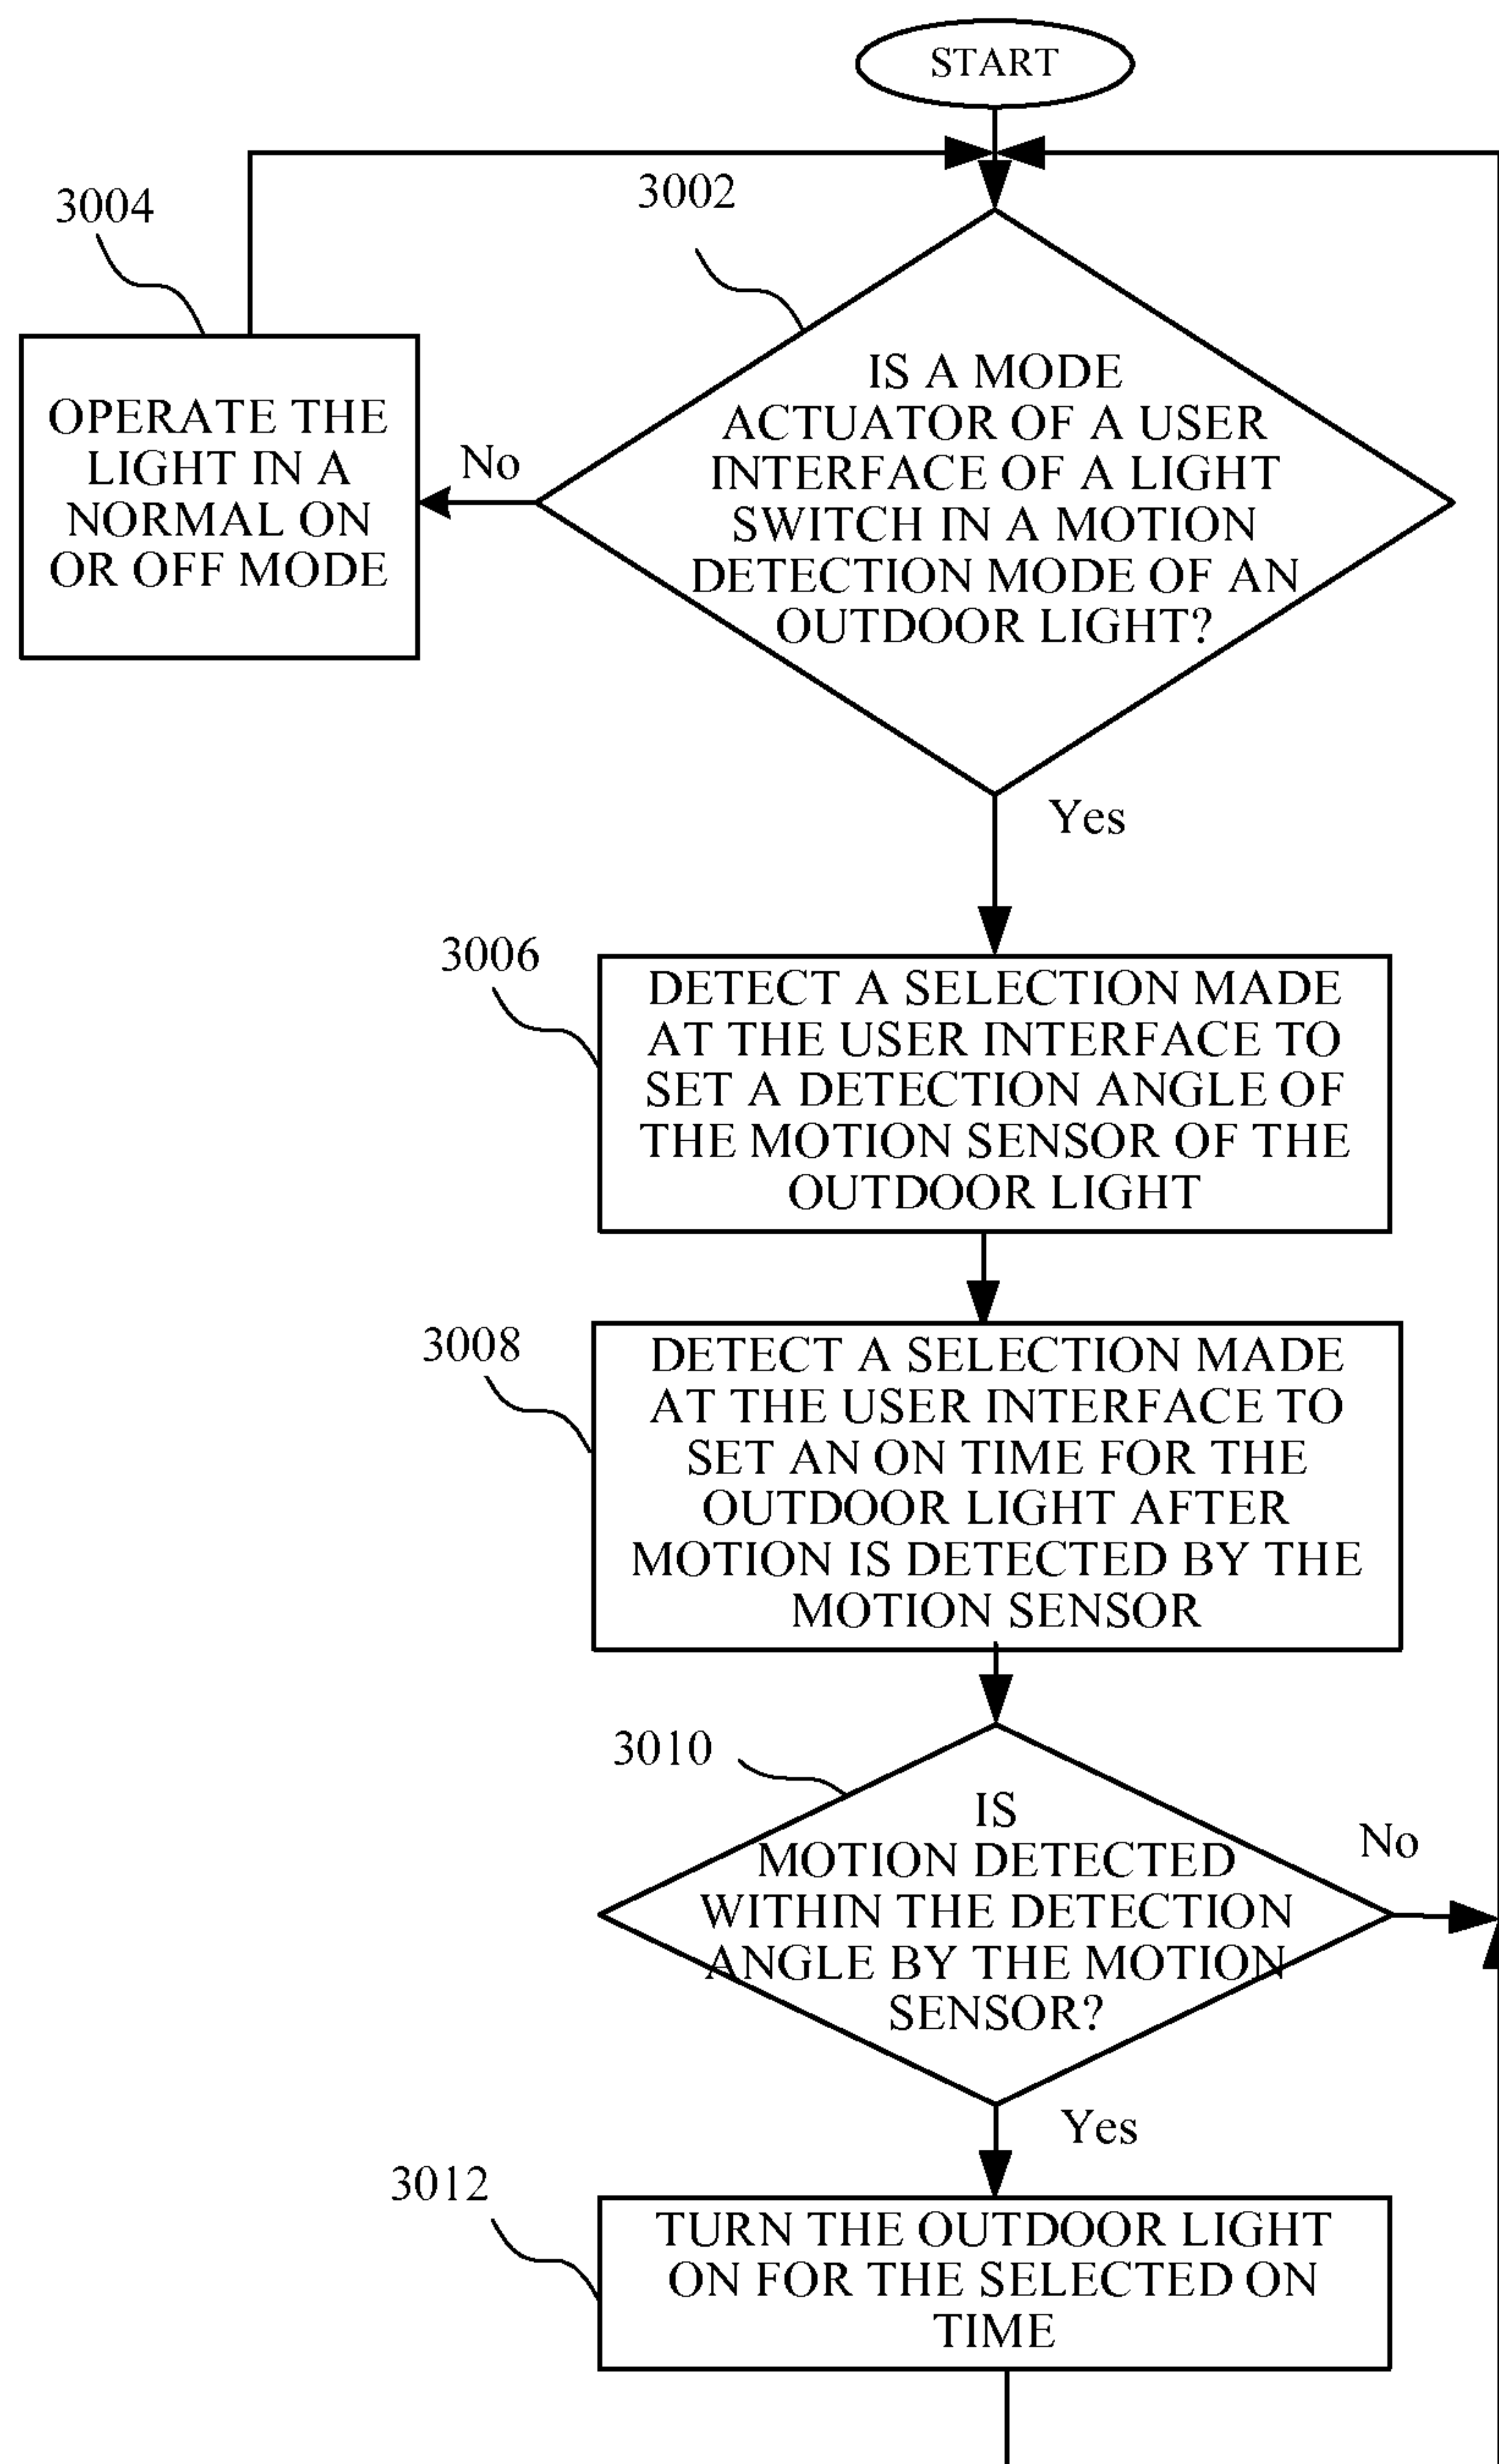 START
3002
3004
IS A MODE
ACTUATOR OF A USER
INTERFACE OF A LIGHT
SWITCH IN A MOTION
DETECTION MODE OF AN
OUTDOOR LIGHT?
No
OPERATE THE
LIGHT IN A
NORMAL ON
OR OFF MODE
Yes
3006
DETECT A SELECTION MADE
AT THE USER INTERFACE TO
SET A DETECTION ANGLE OF
THE MOTION SENSOR OF THE
OUTDOOR LIGHT
3008
DETECT A SELECTION MADE
AT THE USER INTERFACE TO
SET AN ON TIME FOR THE
OUTDOOR LIGHT AFTER
MOTION IS DETECTED BY THE
MOTION SENSOR
3010
IS
MOTION DETECTED
WITHIN THE DETECTION
ANGLE BY THE MOTION
SENSOR?
No
Yes
3012
TURN THE OUTDOOR LIGHT
ON FOR THE SELECTED ON
TIME